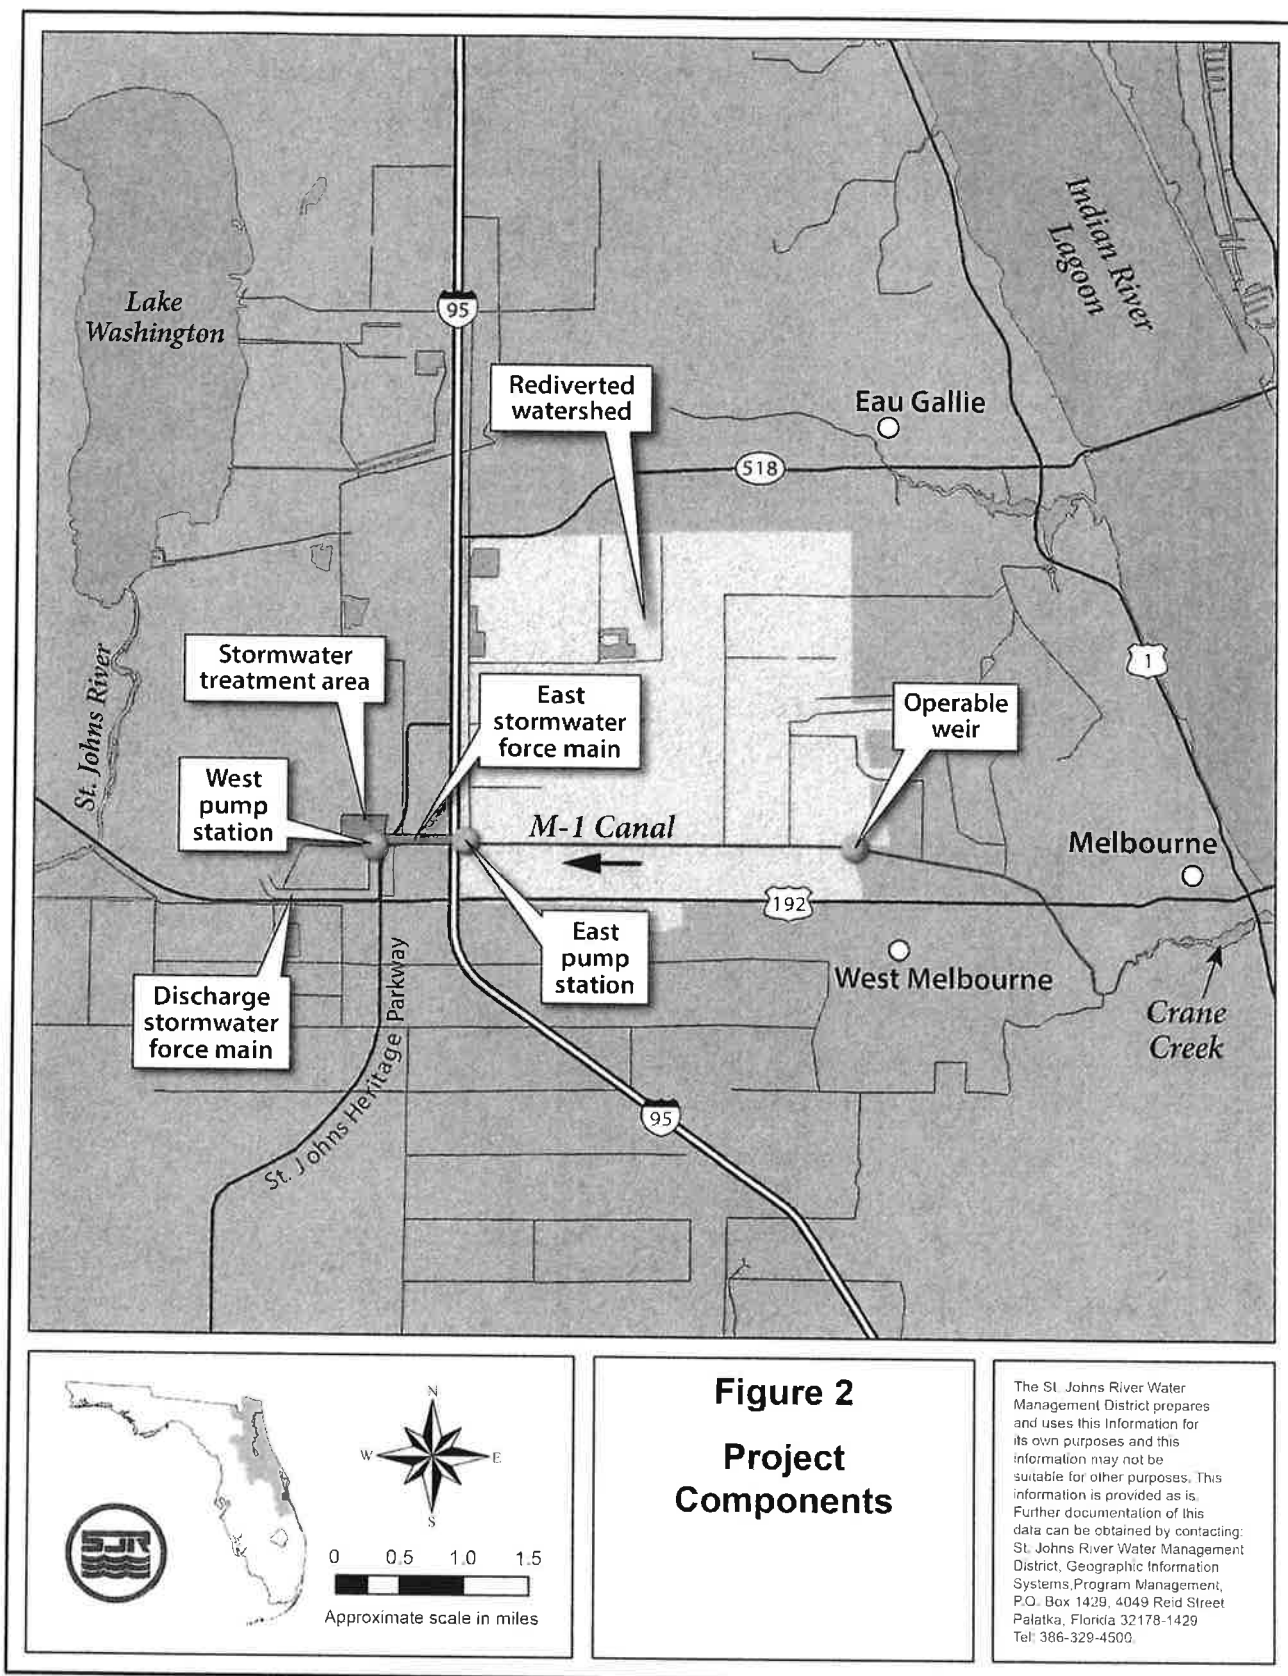 Indian River
Lagoon
Lake
Washington
95
Rediverted
watershed
Eau Gallie
518
St. Johns River
Stormwater
treatment area
1
East
stormwater
force main
Operable
weir
West
pump
station
M-1 Canal
Melbourne
192
East
pump
station
West Melbourne
Discharge
stormwater
force main
St. Johns Heritage Parkway
Crane
Creek
95
N
W
E
S
SJR
0 0.5 1.0 1.5
Approximate scale in miles
Figure 2
Project
Components
The St. Johns River Water
Management District prepares
and uses this Information for
its own purposes and this
information may not be
suitable for other purposes. This
information is provided as is.
Further documentation of this
data can be obtained by contacting:
St. Johns River Water Management
District, Geographic Information
Systems,Program Management,
P.O. Box 1429, 4049 Reid Street
Palatka, Florida 32178-1429
Tel: 386-329-4500.